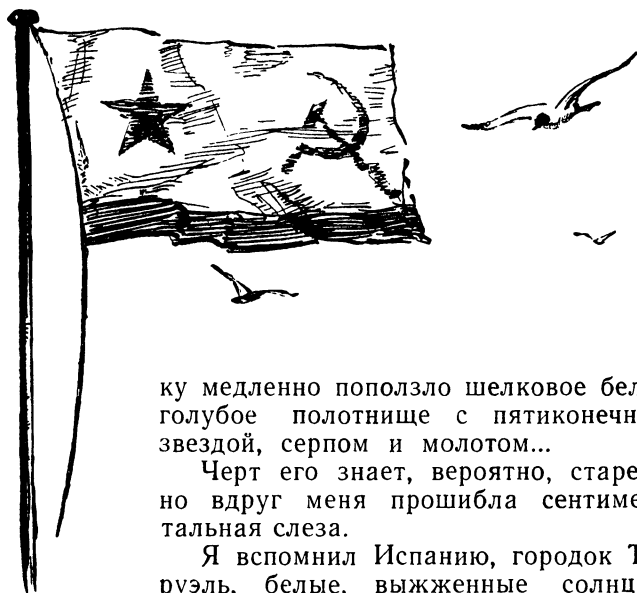 ку медленно поползло шелковое бел
голубое полотнище с пятиконечн
звездой, серпом и молотом...
Черт его знает, вероятно, старе
но вдруг меня прошибла сентиме
тальная слеза.
Я вспомнил Испанию, городок Т
руэль, белые, выжженные солнц